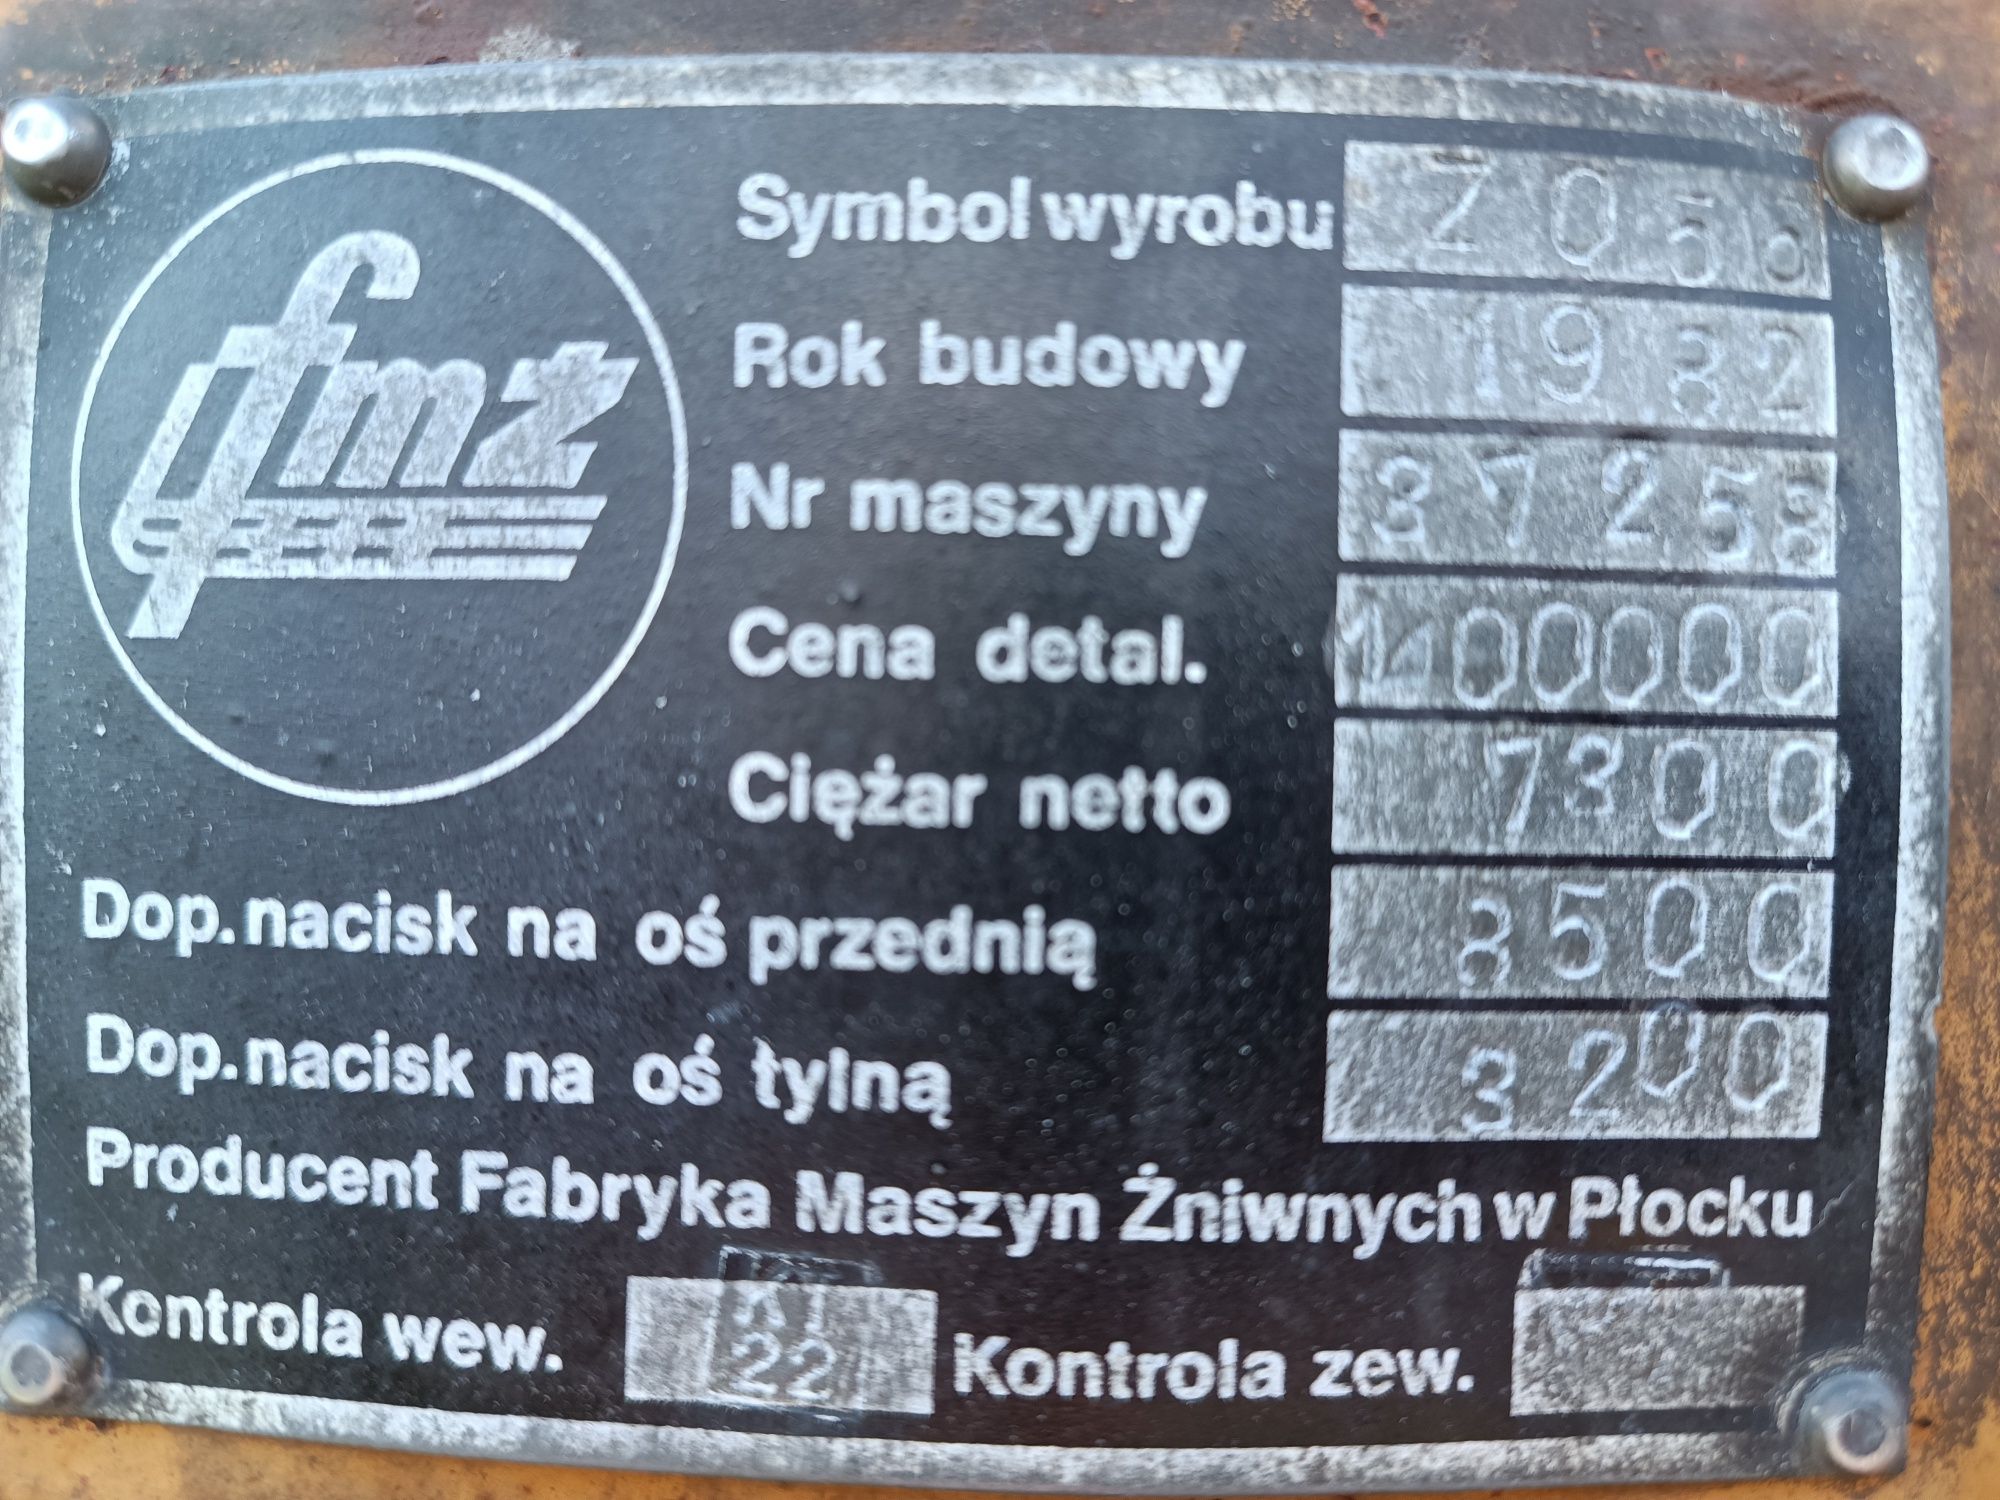 fmż
Symbol wyrobu Z056
Rok budowy 1982
Nr maszyny 37258
Cena detal.
Ciężar netto 7300
Dop. nacisk na oś przednią 8500
Dop. nacisk na oś tylną 3200
Producent Fabryka Maszyn Żniwnych w Płocku
Kontrola wew. 22 Kontrola zew.